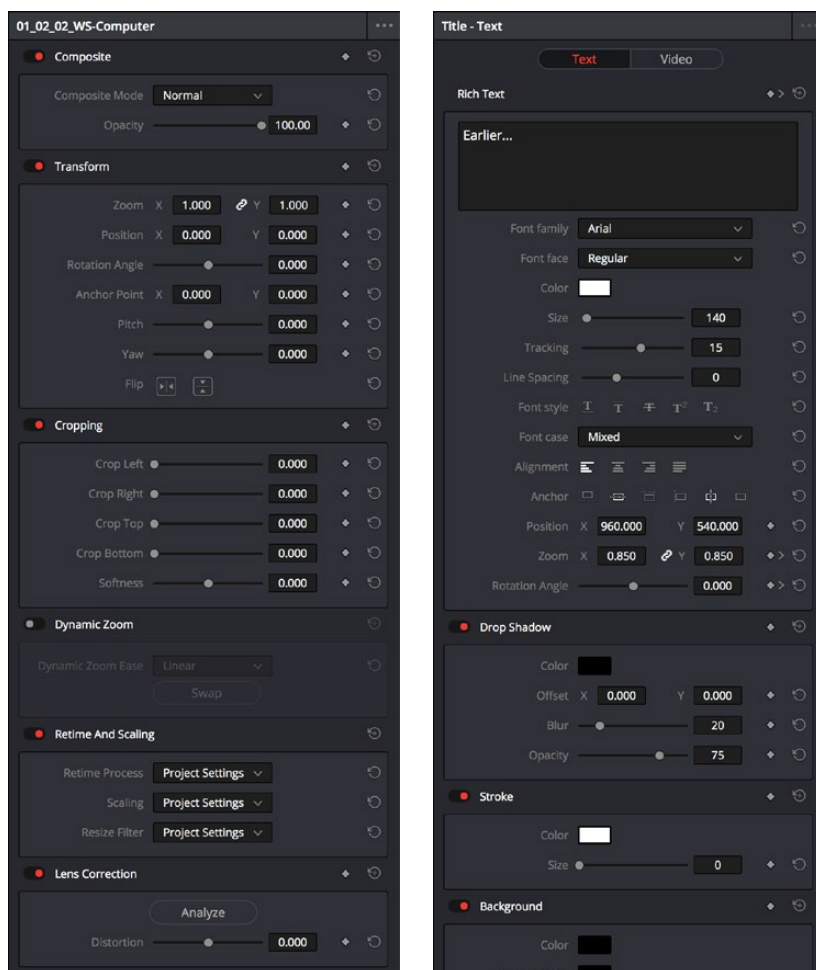 01_02_02_WS-Computer
Composite
Composite Mode Normal
Opacity 100.00
Transform
Zoom X 1.000 Y 1.000
Position X 0.000 Y 0.000
Rotation Angle 0.000
Anchor Point X 0.000 Y 0.000
Pitch 0.000
Yaw 0.000
Flip
Cropping
Crop Left 0.000
Crop Right 0.000
Crop Top 0.000
Crop Bottom 0.000
Softness 0.000
Dynamic Zoom
Dynamic Zoom Ease Linear
Swap
Retime And Scaling
Retime Process Project Settings
Scaling Project Settings
Resize Filter Project Settings
Lens Correction
Analyze
Distortion 0.000
Title - Text
Text Video
Rich Text
Earlier...
Font family Arial
Font face Regular
Color
Size 140
Tracking 15
Line Spacing 0
Font style T T T T² T₂
Font case Mixed
Alignment
Anchor
Position X 960.000 Y 540.000
Zoom X 0.850 Y 0.850
Rotation Angle 0.000
Drop Shadow
Color
Offset X 0.000 Y 0.000
Blur 20
Opacity 75
Stroke
Color
Size 0
Background
Color